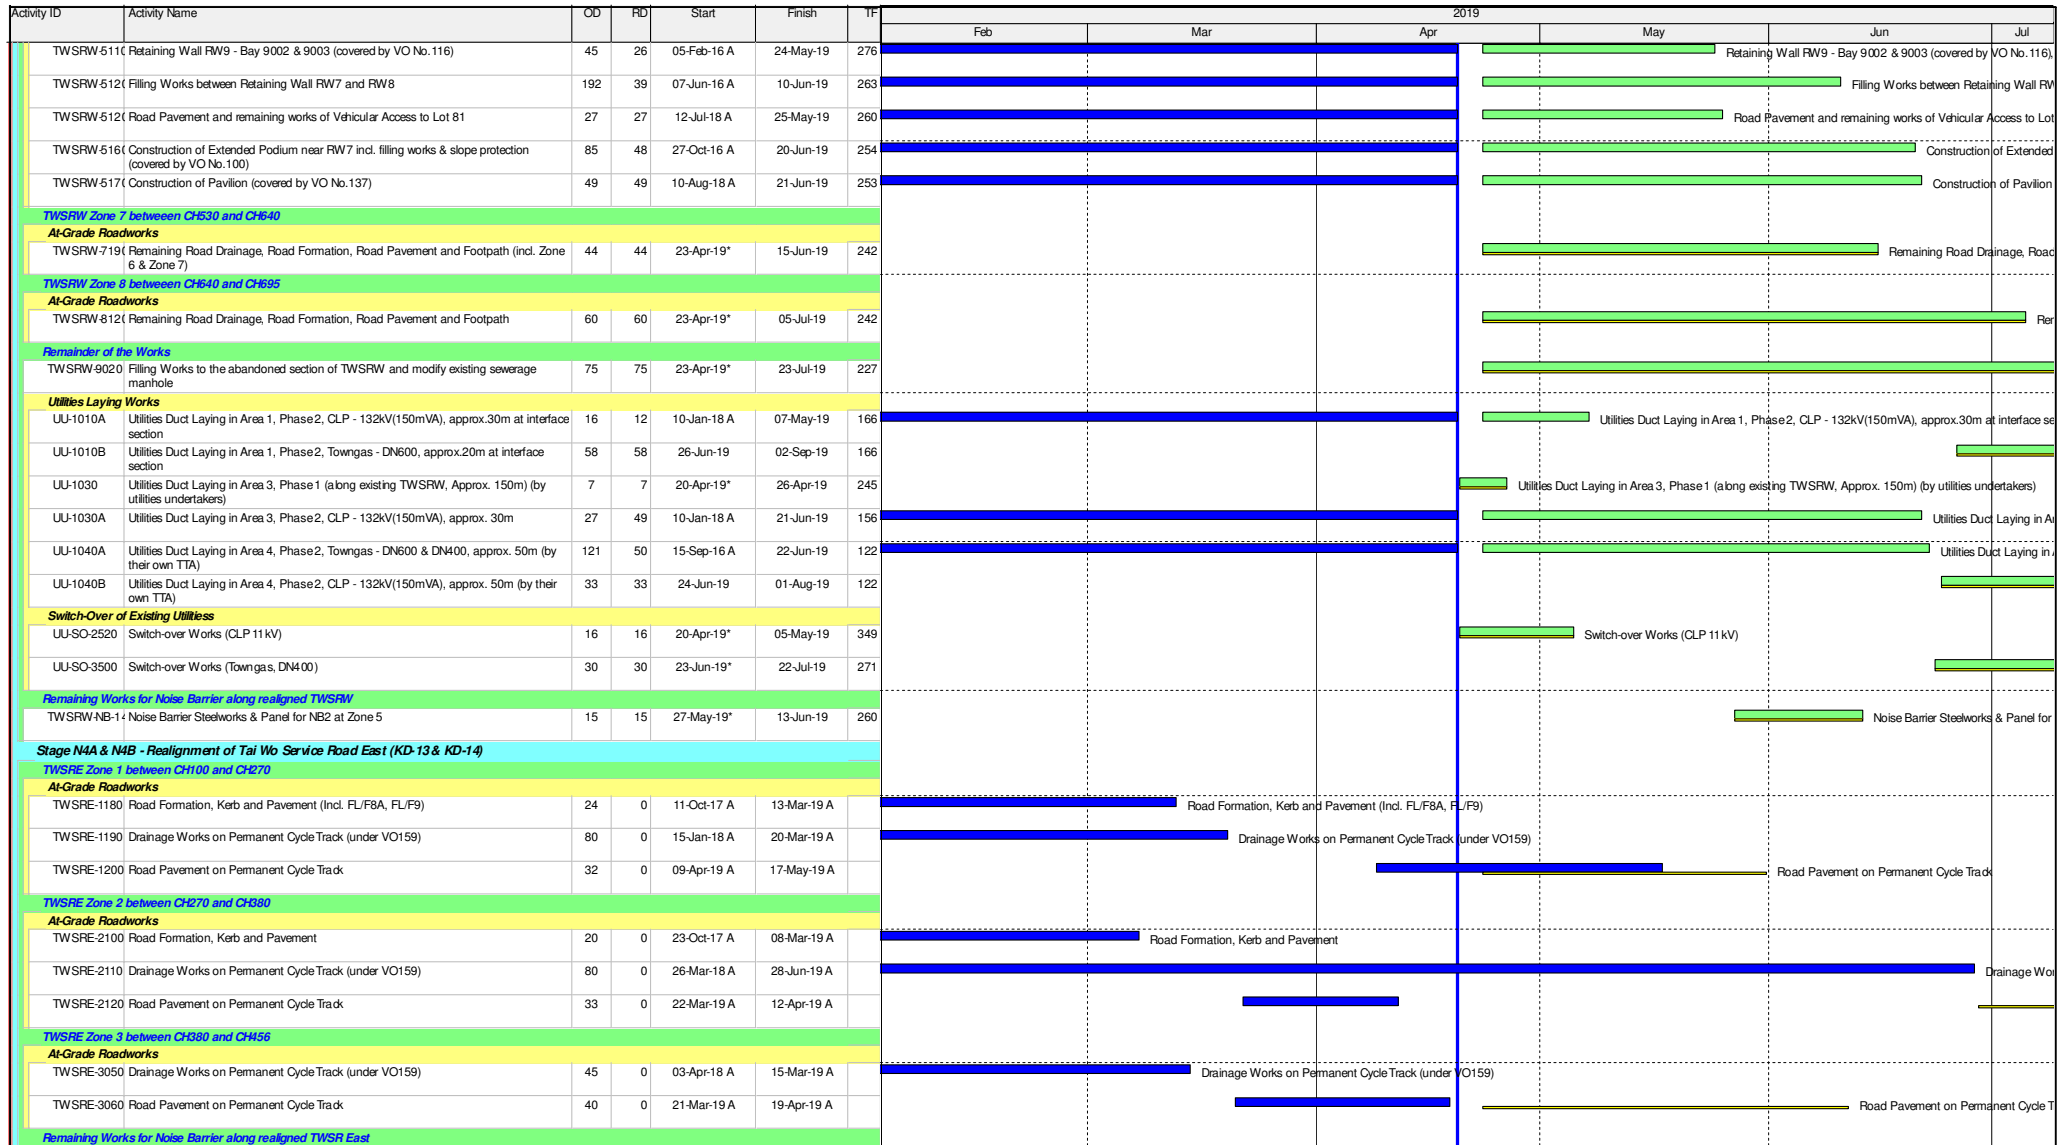 Activity ID Activity Name OD RD Start Finish TF 2019
Feb Mar Apr May Jun Jul
TWSRW-511 Retaining Wall RW9 - Bay 9002 & 9003 (covered by VO No.116) 45 26 05-Feb-16 A 24-May-19 276 Retaining Wall RW9 - Bay 9002 & 9003 (covered by VO No.116),
TWSRW-512 Filling Works between Retaining Wall RW7 and RW8 192 39 07-Jun-16 A 10-Jun-19 263 Filling Works between Retaining Wall RW
TWSRW-512 Road Pavement and remaining works of Vehicular Access to Lot 81 27 27 12-Jul-18 A 25-May-19 260 Road Pavement and remaining works of Vehicular Access to Lot
TWSRW-516 Construction of Extended Podium near RW7 incl. filling works & slope protection 85 48 27-Oct-16 A 20-Jun-19 254 Construction of Extended
(covered by VO No.100)
TWSRW-517 Construction of Pavilion (covered by VO No.137) 49 49 10-Aug-18 A 21-Jun-19 253 Construction of Pavilion
TWSRW Zone 7 betweeen CH530 and CH640
At-Grade Roadworks
TWSRW-719 Remaining Road Drainage, Road Formation, Road Pavement and Footpath (incl. Zone 44 44 23-Apr-19* 15-Jun-19 242 Remaining Road Drainage, Road
6 & Zone 7)
TWSRW Zone 8 betweeen CH640 and CH695
At-Grade Roadworks
TWSRW-812 Remaining Road Drainage, Road Formation, Road Pavement and Footpath 60 60 23-Apr-19* 05-Jul-19 242 Rer
Remainder of the Works
TWSRW-9020 Filling Works to the abandoned section of TWSRW and modify existing sewerage 75 75 23-Apr-19* 23-Jul-19 227
manhole
Utilities Laying Works
UU-1010A Utilities Duct Laying in Area 1, Phase 2, CLP - 132kV(150mVA), approx.30m at interface 16 12 10-Jan-18 A 07-May-19 166 Utilities Duct Laying in Area 1, Phase 2, CLP - 132kV(150mVA), approx.30m at interface se
section
UU-1010B Utilities Duct Laying in Area 1, Phase 2, Towngas - DN600, approx.20m at interface 58 58 26-Jun-19 02-Sep-19 166
section
UU-1030 Utilities Duct Laying in Area 3, Phase 1 (along existing TWSRW, Approx. 150m) (by 7 7 20-Apr-19* 26-Apr-19 245 Utilities Duct Laying in Area 3, Phase 1 (along existing TWSRW, Approx. 150m) (by utilities undertakers)
utilities undertakers)
UU-1030A Utilities Duct Laying in Area 3, Phase 2, CLP - 132kV(150mVA), approx. 30m 27 49 10-Jan-18 A 21-Jun-19 156 Utilities Duct Laying in A
UU-1040A Utilities Duct Laying in Area 4, Phase 2, Towngas - DN600 & DN400, approx. 50m (by 121 50 15-Sep-16 A 22-Jun-19 122 Utilities Duct Laying in
their own TTA)
UU-1040B Utilities Duct Laying in Area 4, Phase 2, CLP - 132kV(150mVA), approx. 50m (by their 33 33 24-Jun-19 01-Aug-19 122
own TTA)
Switch-Over of Existing Utilitiess
UU-SO-2520 Switch-over Works (CLP 11kV) 16 16 20-Apr-19* 05-May-19 349 Switch-over Works (CLP 11kV)
UU-SO-3500 Switch-over Works (Towngas, DN400) 30 30 23-Jun-19* 22-Jul-19 271
Remaining Works for Noise Barrier along realigned TWSRW
TWSRW-NB-14 Noise Barrier Steelworks & Panel for NB2 at Zone 5 15 15 27-May-19* 13-Jun-19 260 Noise Barrier Steelworks & Panel for
Stage N4A & N4B - Realignment of Tai Wo Service Road East (KD-13 & KD-14)
TWSRE Zone 1 between CH100 and CH270
At-Grade Roadworks
TWSRE-1180 Road Formation, Kerb and Pavement (Incl. FL/F8A, FL/F9) 24 0 11-Oct-17 A 13-Mar-19 A Road Formation, Kerb and Pavement (Incl. FL/F8A, FL/F9)
TWSRE-1190 Drainage Works on Permanent Cycle Track (under VO159) 80 0 15-Jan-18 A 20-Mar-19 A Drainage Works on Permanent Cycle Track (under VO159)
TWSRE-1200 Road Pavement on Permanent Cycle Track 32 0 09-Apr-19 A 17-May-19 A Road Pavement on Permanent Cycle Track
TWSRE Zone 2 between CH270 and CH380
At-Grade Roadworks
TWSRE-2100 Road Formation, Kerb and Pavement 20 0 23-Oct-17 A 08-Mar-19 A Road Formation, Kerb and Pavement
TWSRE-2110 Drainage Works on Permanent Cycle Track (under VO159) 80 0 26-Mar-18 A 28-Jun-19 A Drainage Wor
TWSRE-2120 Road Pavement on Permanent Cycle Track 33 0 22-Mar-19 A 12-Apr-19 A
TWSRE Zone 3 between CH380 and CH456
At-Grade Roadworks
TWSRE-3050 Drainage Works on Permanent Cycle Track (under VO159) 45 0 03-Apr-18 A 15-Mar-19 A Drainage Works on Permanent Cycle Track (under VO159)
TWSRE-3060 Road Pavement on Permanent Cycle Track 40 0 21-Mar-19 A 19-Apr-19 A Road Pavement on Permanent Cycle T
Remaining Works for Noise Barrier along realigned TWSR East